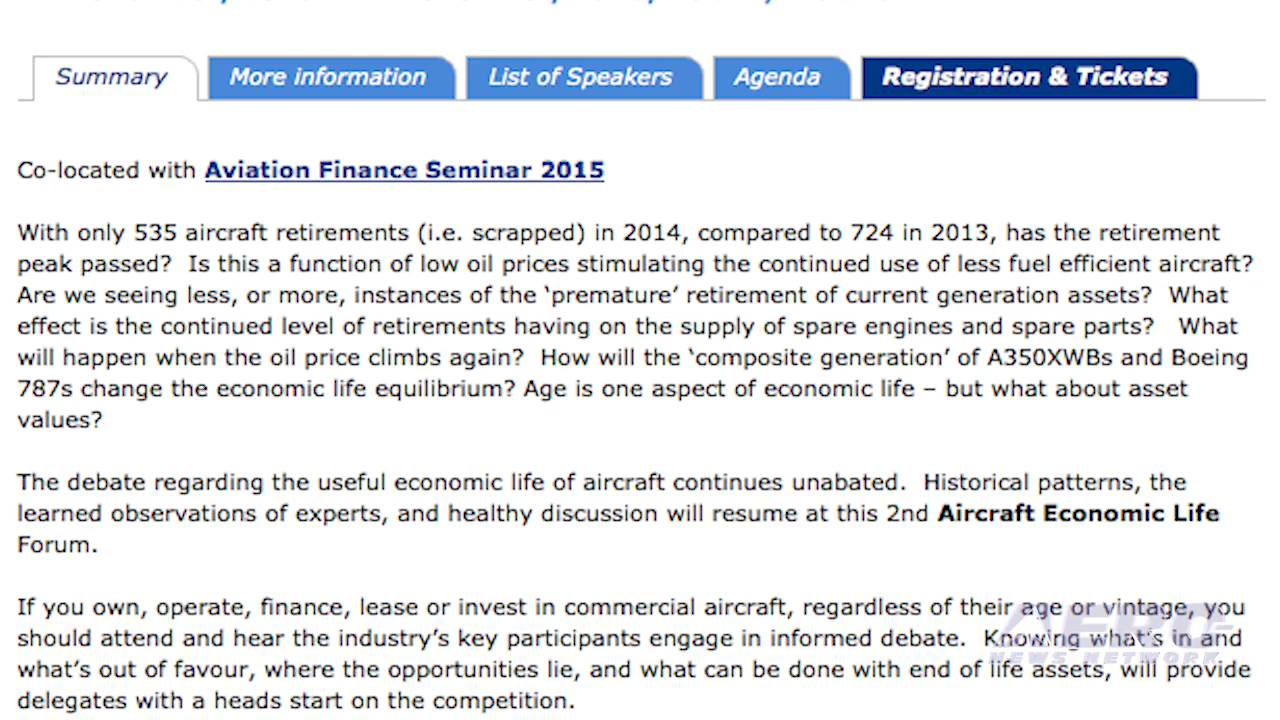 Summary
More information
List of Speakers
Agenda
Registration & Tickets
Co-located with Aviation Finance Seminar 2015
With only 535 aircraft retirements (i.e. scrapped) in 2014, compared to 724 in 2013, has the retirement
peak passed?  Is this a function of low oil prices stimulating the continued use of less fuel efficient aircraft?
Are we seeing less, or more, instances of the ‘premature’ retirement of current generation assets?  What
effect is the continued level of retirements having on the supply of spare engines and spare parts?   What
will happen when the oil price climbs again?  How will the ‘composite generation’ of A350XWBs and Boeing
787s change the economic life equilibrium? Age is one aspect of economic life – but what about asset
values?
The debate regarding the useful economic life of aircraft continues unabated.  Historical patterns, the
learned observations of experts, and healthy discussion will resume at this 2nd Aircraft Economic Life
Forum.
If you own, operate, finance, lease or invest in commercial aircraft, regardless of their age or vintage, you
should attend and hear the industry’s key participants engage in informed debate.  Knowing what’s in and
what’s out of favour, where the opportunities lie, and what can be done with end of life assets, will provide
delegates with a heads start on the competition.
AERO
NEWS NETWORK